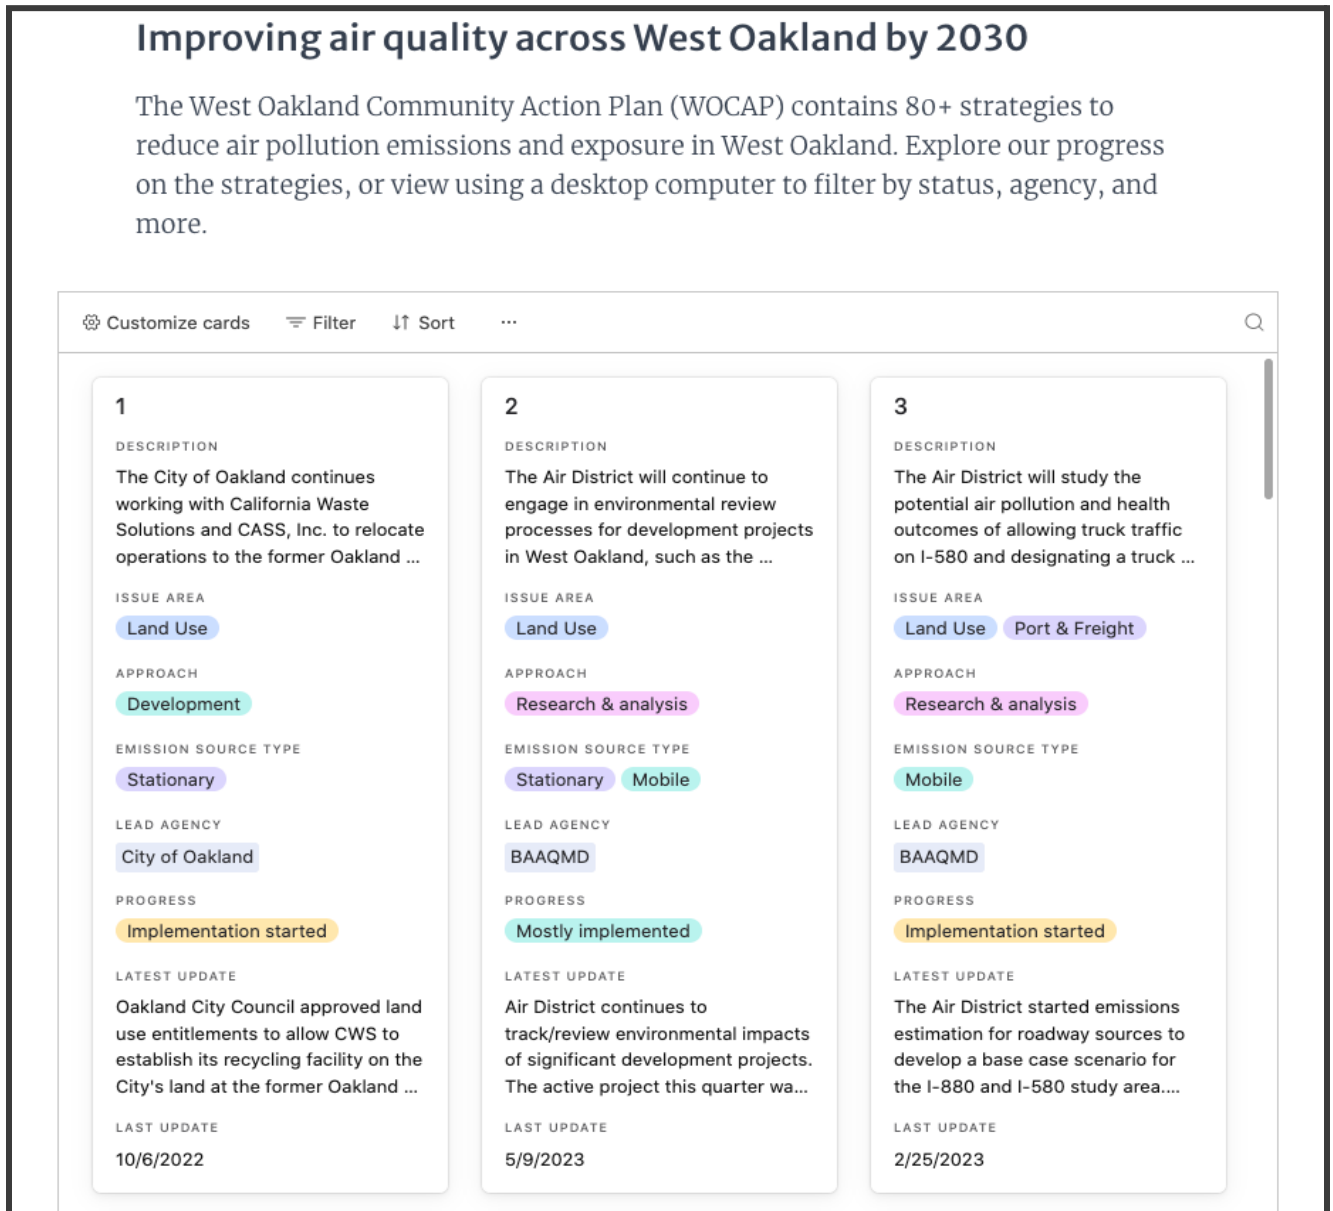 Improving air quality across West Oakland by 2030
The West Oakland Community Action Plan (WOCAP) contains 80+ strategies to
reduce air pollution emissions and exposure in West Oakland. Explore our progress
on the strategies, or view using a desktop computer to filter by status, agency, and
more.
Customize cards Filter Sort ...
1
DESCRIPTION
The City of Oakland continues
working with California Waste
Solutions and CASS, Inc. to relocate
operations to the former Oakland ...
ISSUE AREA
Land Use
APPROACH
Development
EMISSION SOURCE TYPE
Stationary
LEAD AGENCY
City of Oakland
PROGRESS
Implementation started
LATEST UPDATE
Oakland City Council approved land
use entitlements to allow CWS to
establish its recycling facility on the
City's land at the former Oakland ...
LAST UPDATE
10/6/2022
2
DESCRIPTION
The Air District will continue to
engage in environmental review
processes for development projects
in West Oakland, such as the ...
ISSUE AREA
Land Use
APPROACH
Research & analysis
EMISSION SOURCE TYPE
Stationary Mobile
LEAD AGENCY
BAAQMD
PROGRESS
Mostly implemented
LATEST UPDATE
Air District continues to
track/review environmental impacts
of significant development projects.
The active project this quarter wa...
LAST UPDATE
5/9/2023
3
DESCRIPTION
The Air District will study the
potential air pollution and health
outcomes of allowing truck traffic
on I-580 and designating a truck ...
ISSUE AREA
Land Use Port & Freight
APPROACH
Research & analysis
EMISSION SOURCE TYPE
Mobile
LEAD AGENCY
BAAQMD
PROGRESS
Implementation started
LATEST UPDATE
The Air District started emissions
estimation for roadway sources to
develop a base case scenario for
the I-880 and I-580 study area....
LAST UPDATE
2/25/2023